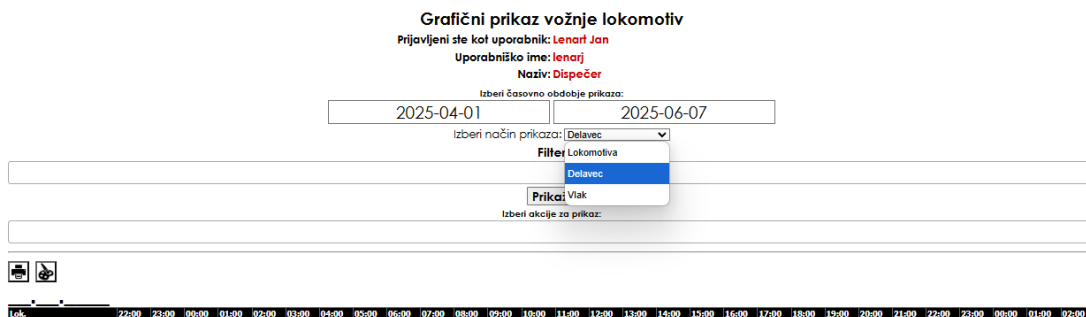 Grafični prikaz vožnje lokomotiv
Prijavljeni ste kot uporabnik: Lenart Jan
Uporabniško ime: lenarj
Naziv: Dispečer
Izberi časovno obdobje prikaza:
2025-04-01 2025-06-07
Izberi način prikaza: Delavec
Lokomotiva
Delavec
Vlak
Izberi akcije za prikaz:
__.__.____
Lok. 22:00 23:00 00:00 01:00 02:00 03:00 04:00 05:00 06:00 07:00 08:00 09:00 10:00 11:00 12:00 13:00 14:00 15:00 16:00 17:00 18:00 19:00 20:00 21:00 22:00 23:00 00:00 01:00 02:00